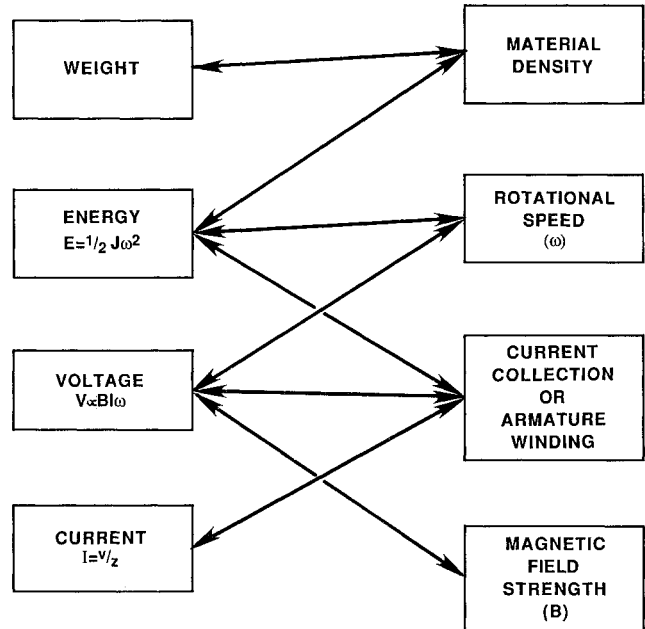 WEIGHT
MATERIAL
DENSITY
ENERGY
E=1/2 Jω²
ROTATIONAL
SPEED
(ω)
VOLTAGE
V∝BIω
CURRENT
COLLECTION
OR
ARMATURE
WINDING
CURRENT
I=V/Z
MAGNETIC
FIELD
STRENGTH
(B)